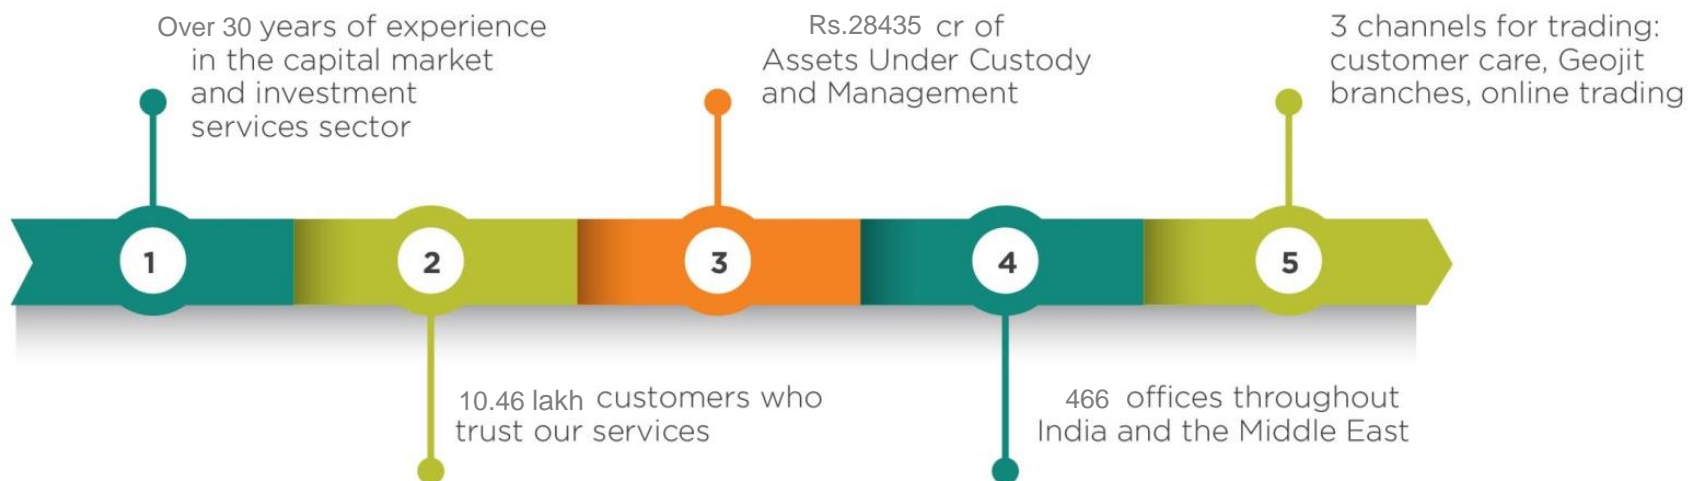 Over 30 years of experience
in the capital market
and investment
services sector
Rs.28435 cr of
Assets Under Custody
and Management
3 channels for trading:
customer care, Geojit
branches, online trading
1
2
3
4
5
10.46 lakh customers who
trust our services
466 offices throughout
India and the Middle East